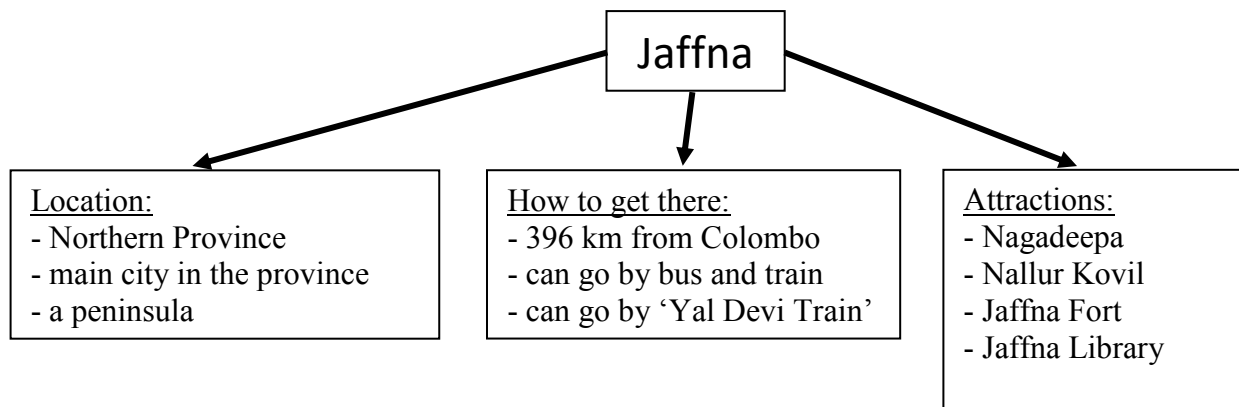 Jaffna
Location:
- Northern Province
- main city in the province
- a peninsula
How to get there:
- 396 km from Colombo
- can go by bus and train
- can go by ‘Yal Devi Train’
Attractions:
- Nagadeepa
- Nallur Kovil
- Jaffna Fort
- Jaffna Library